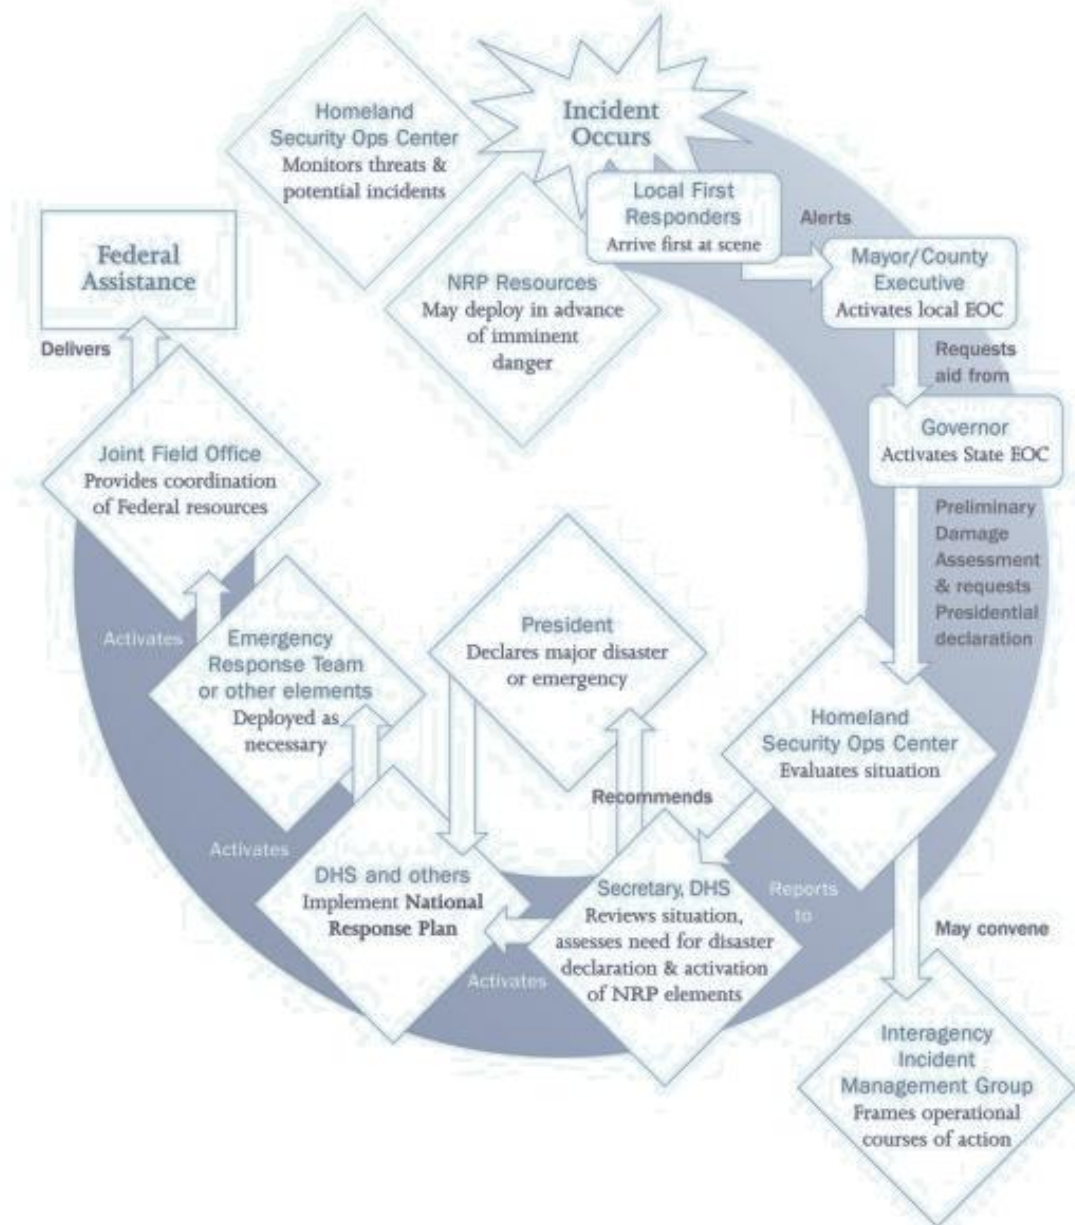 Incident
Occurs
Homeland
Security Ops Center
Monitors threats &
potential incidents
NRP Resources
May deploy in advance
of imminent
danger
Local First
Responders
Arrive first at scene
Alerts
Mayor/County
Executive
Activates local EOC
Requests
aid from
Governor
Activates State EOC
Preliminary
Damage
Assessment
& requests
Presidential
declaration
Homeland
Security Ops Center
Evaluates situation
May convene
Interagency
Incident
Management Group
Frames operational
courses of action
Reports
to
Secretary, DHS
Reviews situation,
assesses need for disaster
declaration & activation
of NRP elements
Recommends
President
Declares major disaster
or emergency
Activates
DHS and others
Implement National
Response Plan
Activates
Emergency
Response Team
or other elements
Deployed as
necessary
Activates
Joint Field Office
Provides coordination
of Federal resources
Delivers
Federal
Assistance